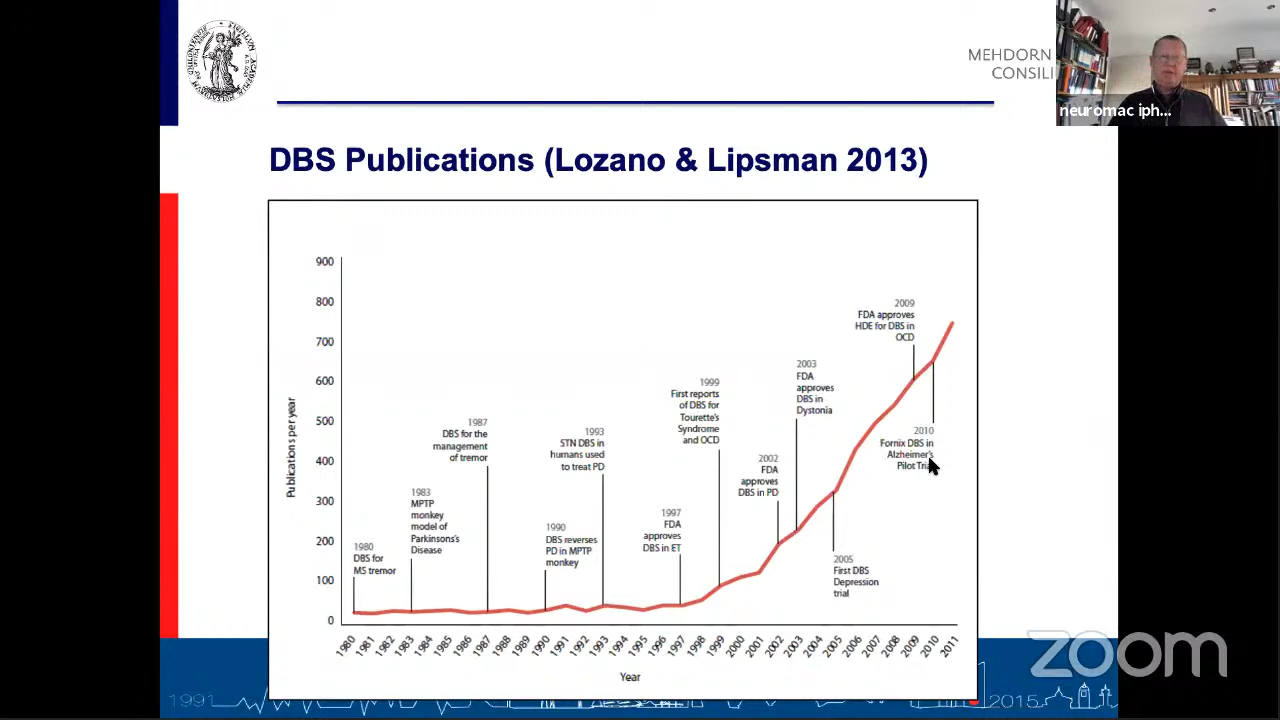 MEHDORN
CONSILI
neuromac iph...
DBS Publications (Lozano & Lipsman 2013)
900
800
700
600
500
400
300
200
100
0
Publications per year
1980
DBS for
MS tremor
1983
MPTP
monkey
model of
Parkinsons's
Disease
1987
DBS for the
management
of tremor
1990
DBS reverses
PD in MPTP
monkey
1993
STN DBS in
humans used
to treat PD
1997
FDA
approves
DBS in ET
1999
First reports
of DBS for
Tourette's
Syndrome
and OCD
2002
FDA
approves
DBS in PD
2003
FDA
approves
DBS in
Dystonia
2005
First DBS
Depression
trial
2009
FDA approves
HDE for DBS in
OCD
2010
Fornix DBS in
Alzheimer's
Pilot
1980 1981 1982 1983 1984 1985 1986 1987 1988 1989 1990 1991 1992 1993 1994 1995 1996 1997 1998 1999 2000 2001 2002 2003 2004 2005 2006 2007 2008 2009 2010 2011
Year
1991
2015
zoom